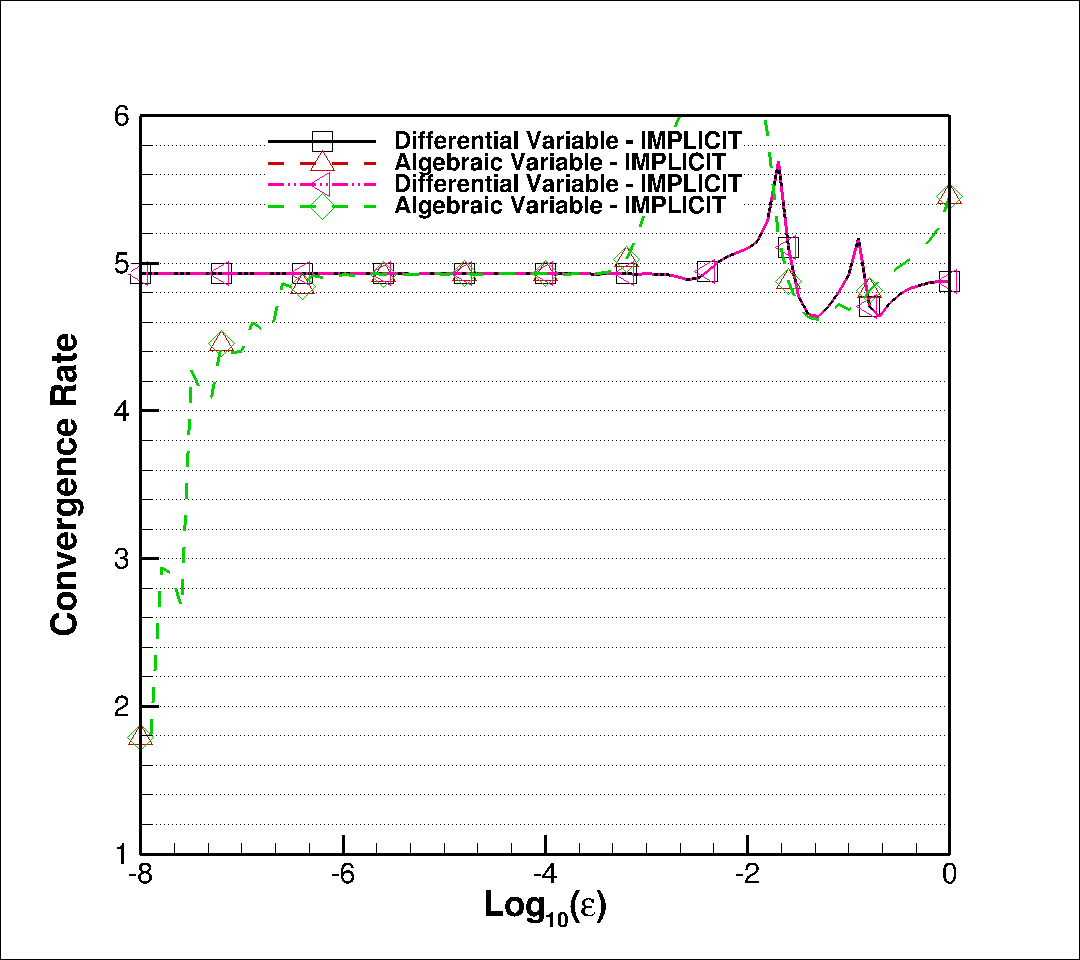 6
Differential Variable - IMPLICIT
Algebraic Variable - IMPLICIT
Differential Variable - IMPLICIT
Algebraic Variable - IMPLICIT
5
4
3
2
1
Convergence Rate
-8 -6 -4 -2 0
Log₁₀(ε)